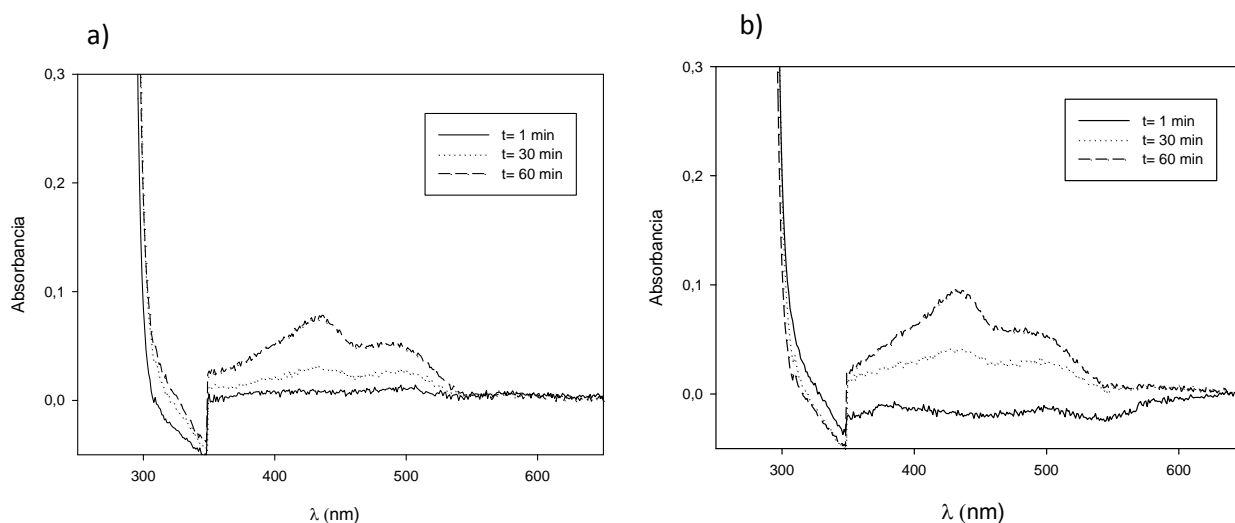 a)
0,3
0,2
0,1
0,0
Absorbancia
t= 1 min
t= 30 min
t= 60 min
300
400
500
600
λ (nm)
b)
0,3
0,2
0,1
0,0
Absorbancia
t= 1 min
t= 30 min
t= 60 min
300
400
500
600
λ (nm)